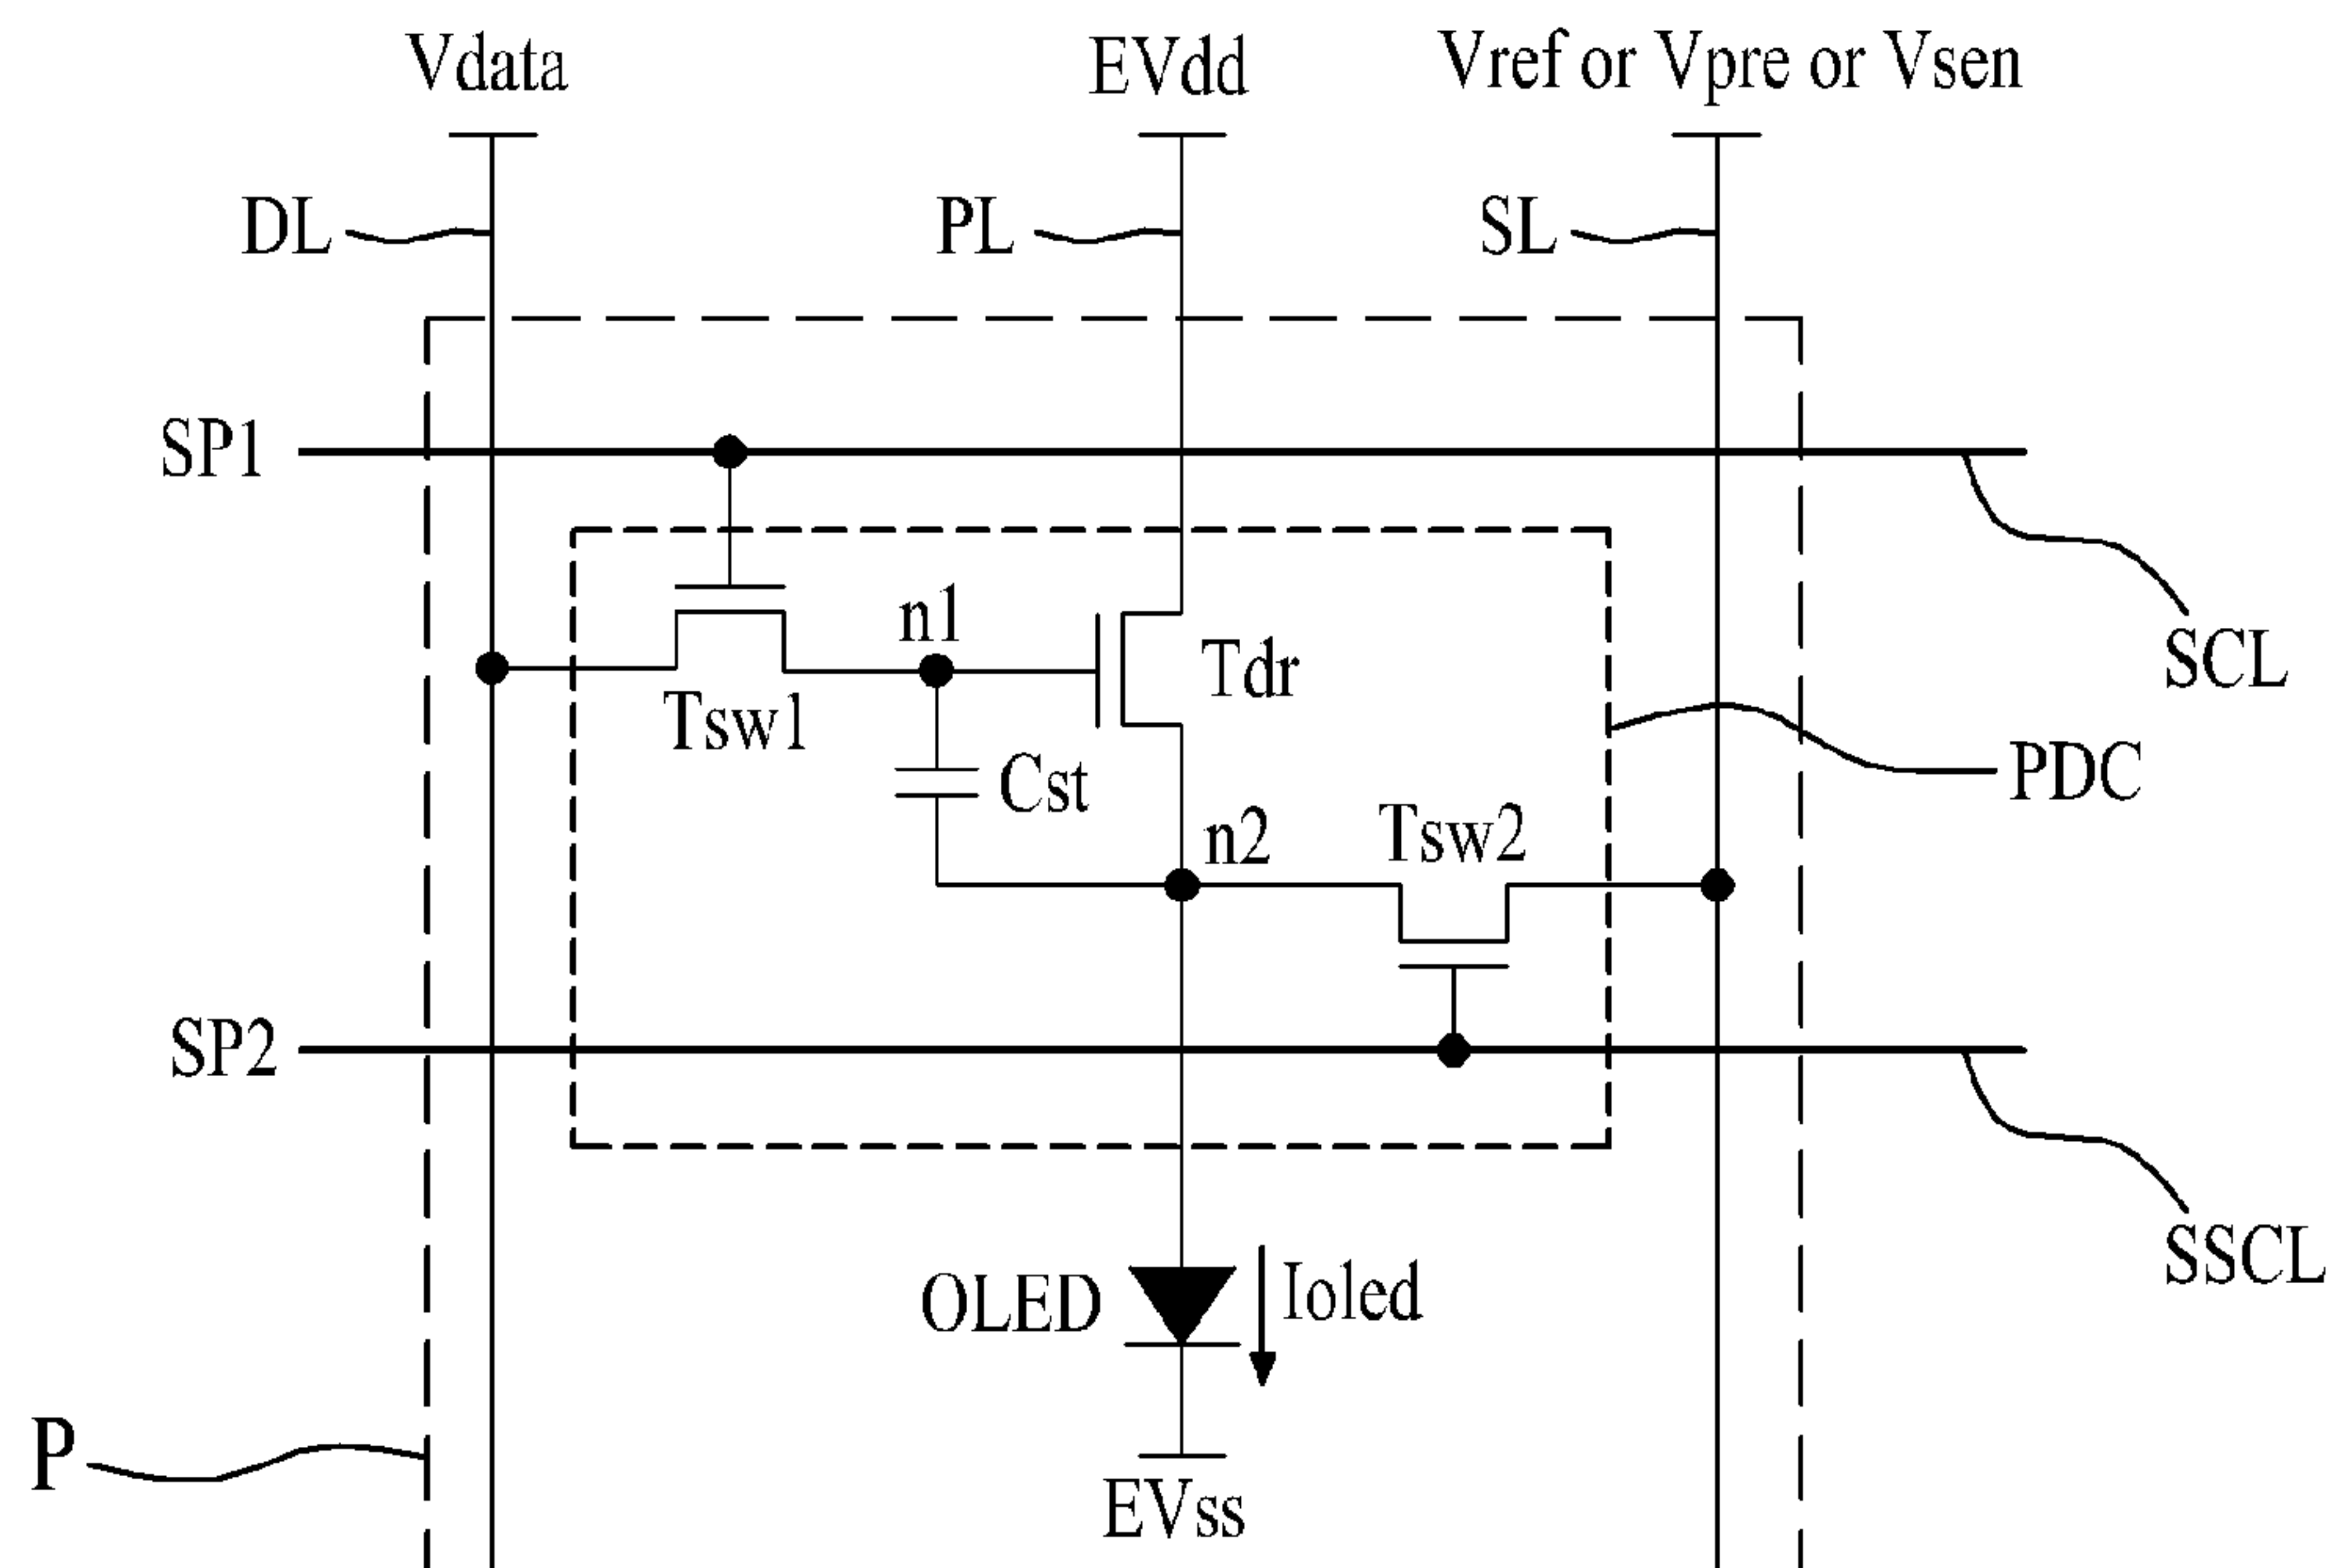 Vdata
EVdd
Vref or Vpre or Vsen
DL
PL
SL
SP1
SCL
n1
Tdr
Tsw1
PDC
Cst
n2
Tsw2
SP2
SSCL
OLED
Ioled
P
EVss